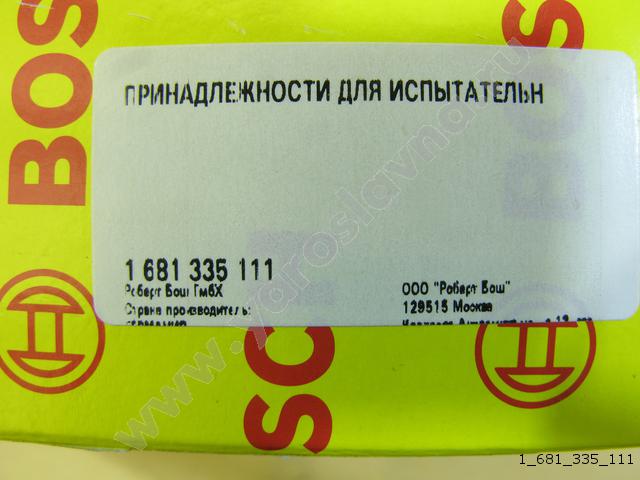 BOS
ПРИНАДЛЕЖНОСТИ ДЛЯ ИСПЫТАТЕЛЬН
1 681 335 111
Роберт Бош ГмбХ
ООО "Роберт Бош"
Страна производитель:
129515 Москва
SC
www.yaroslavna.ru
1_681_335_111